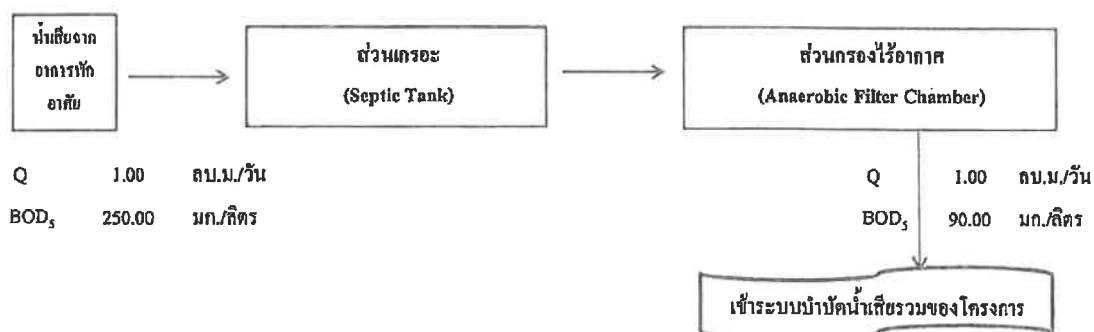 น้ำเสียจาก
อาคารพัก
อาศัย
ส่วนเกรอะ
(Septic Tank)
ส่วนกรองไร้อากาศ
(Anaerobic Filter Chamber)
Q 1.00 ลบ.ม./วัน
BOD₅ 250.00 มก./ลิตร
Q 1.00 ลบ.ม./วัน
BOD₅ 90.00 มก./ลิตร
เข้าระบบบำบัดน้ำเสียรวมของโครงการ